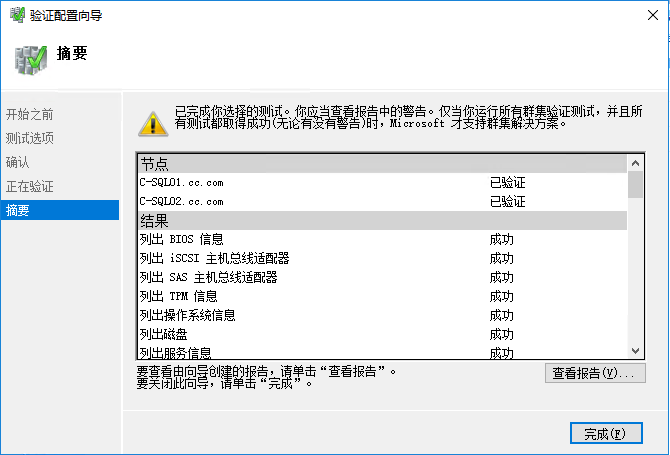 验证配置向导
摘要
开始之前
测试选项
确认
正在验证
摘要
已完成你选择的测试。你应当查看报告中的警告。仅当你运行所有群集验证测试，并且所
有测试都取得成功(无论有没有警告)时，Microsoft 才支持群集解决方案。
节点
C-SQL01.cc.com 已验证
C-SQL02.cc.com 已验证
结果
列出 BIOS 信息 成功
列出 iSCSI 主机总线适配器 成功
列出 SAS 主机总线适配器 成功
列出 TPM 信息 成功
列出操作系统信息 成功
列出磁盘 成功
列出服务信息 成功
要查看由向导创建的报告，请单击“查看报告”。
要关闭此向导，请单击“完成”。
查看报告(V)...
完成(F)